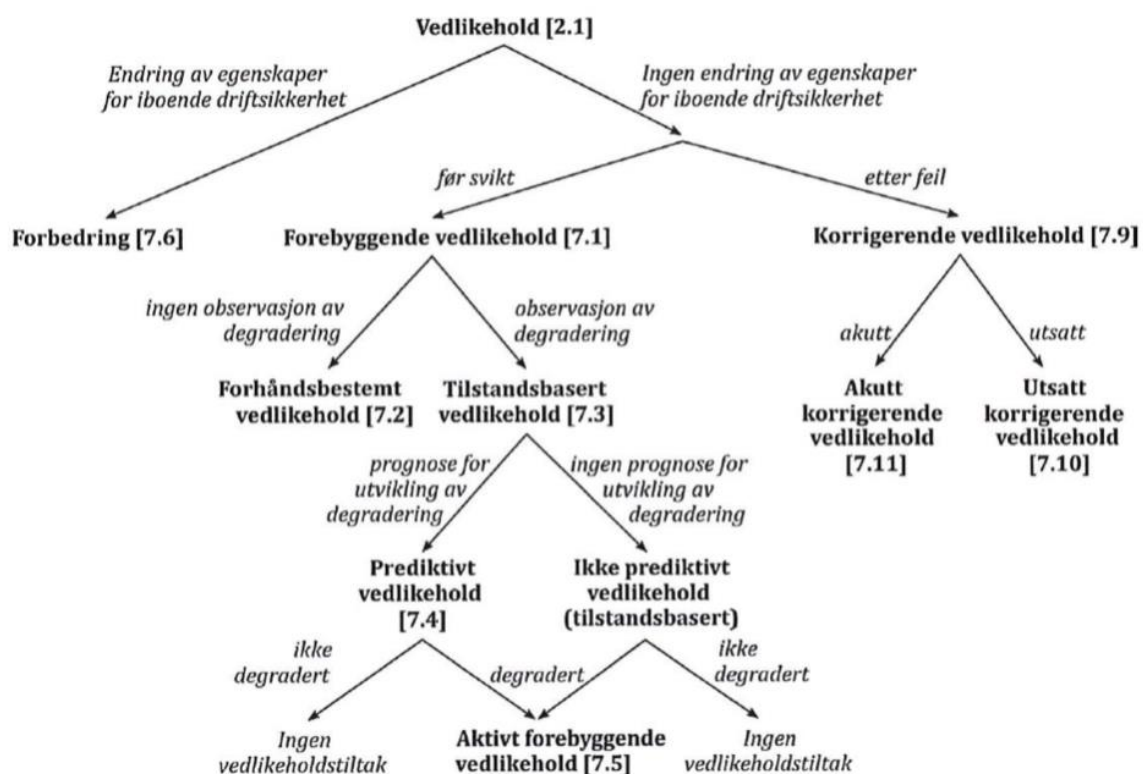 Vedlikehold [2.1]
Endring av egenskaper
for iboende driftsikkerhet
Ingen endring av egenskaper
for iboende driftsikkerhet
før svikt
etter feil
Forbedring [7.6]
Forebyggende vedlikehold [7.1]
Korrigerende vedlikehold [7.9]
ingen observasjon av
degradering
observasjon av
degradering
akutt
utsatt
Forhåndsbestemt
vedlikehold [7.2]
Tilstandsbasert
vedlikehold [7.3]
Akutt
korrigerende
vedlikehold
[7.11]
Utsatt
korrigerende
vedlikehold
[7.10]
prognose for
utvikling av
degradering
ingen prognose for
utvikling av
degradering
Prediktivt
vedlikehold
[7.4]
Ikke prediktivt
vedlikehold
(tilstandsbasert)
ikke
degradert
degradert
ikke
degradert
Ingen
vedlikeholdstiltak
Aktivt forebyggende
vedlikehold [7.5]
Ingen
vedlikeholdstiltak